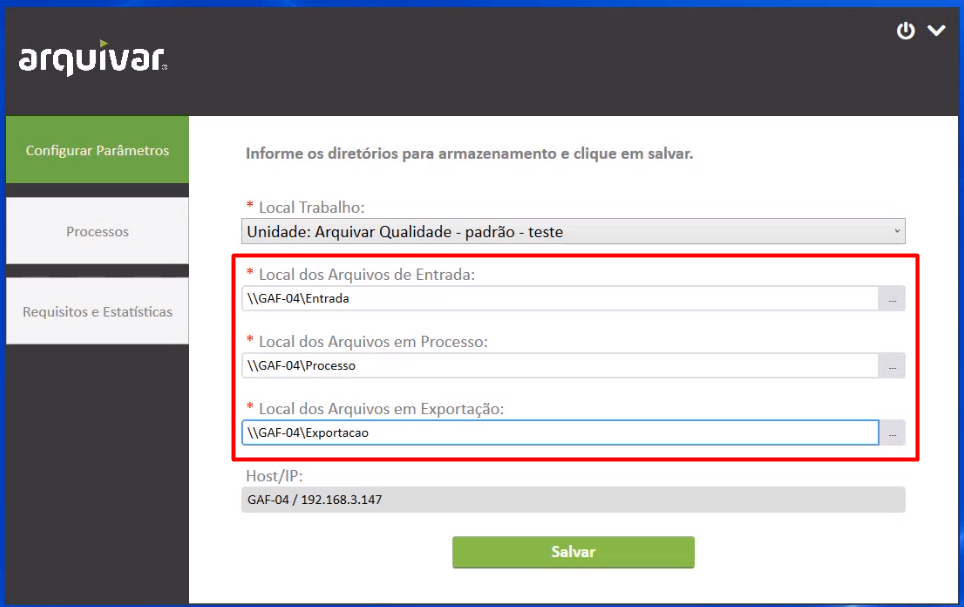 arquivar
Configurar Parâmetros
Processos
Requisitos e Estatísticas
Informe os diretórios para armazenamento e clique em salvar.
* Local Trabalho:
Unidade: Arquivar Qualidade - padrão - teste
* Local dos Arquivos de Entrada:
\\GAF-04\Entrada
...
* Local dos Arquivos em Processo:
\\GAF-04\Processo
...
* Local dos Arquivos em Exportação:
\\GAF-04\Exportacao
...
Host/IP:
GAF-04 / 192.168.3.147
Salvar